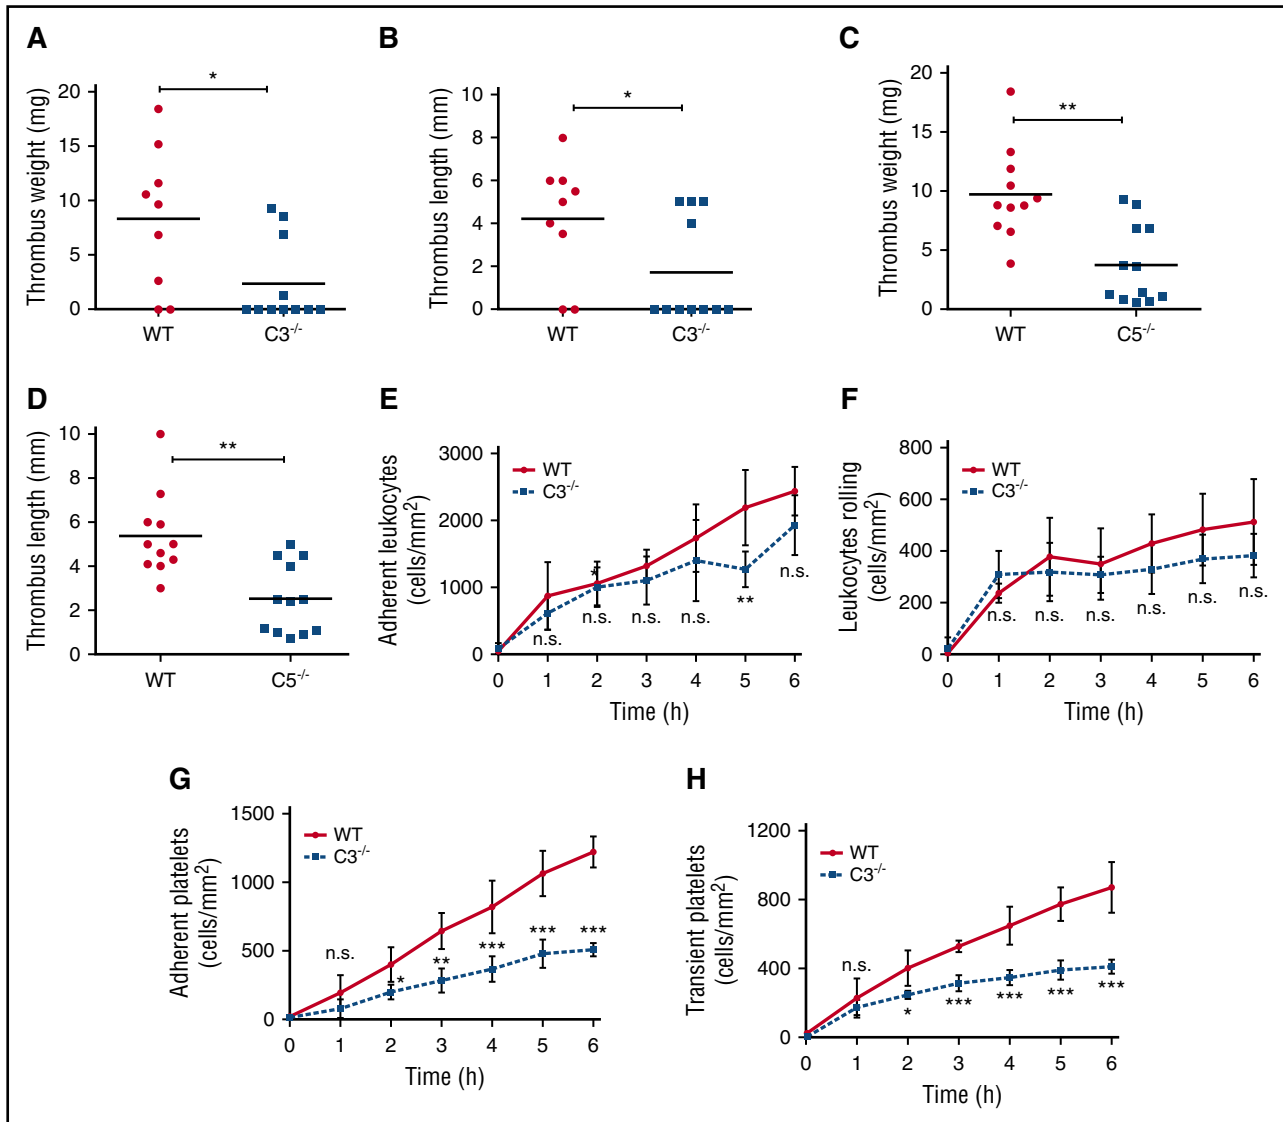 A
B
C
*
*
**
Thrombus weight (mg)
20
15
10
5
0
WT
C3-/-
Thrombus length (mm)
10
8
6
4
2
0
WT
C3-/-
Thrombus weight (mg)
20
15
10
5
0
WT
C5-/-
D
E
F
Thrombus length (mm)
10
8
6
4
2
0
**
WT
C5-/-
Adherent leukocytes
(cells/mm2)
3000
2000
1000
0
WT
C3-/-
*
n.s.
n.s.
n.s.
n.s.
**
n.s.
0 1 2 3 4 5 6
Time (h)
Leukocytes rolling
(cells/mm2)
800
600
400
200
0
WT
C3-/-
n.s.
n.s.
n.s.
n.s.
n.s.
n.s.
0 1 2 3 4 5 6
Time (h)
G
H
Adherent platelets
(cells/mm2)
1500
1000
500
0
WT
C3-/-
n.s.
*
**
***
***
***
0 1 2 3 4 5 6
Time (h)
Transient platelets
(cells/mm2)
1200
800
400
0
WT
C3-/-
n.s.
*
***
***
***
***
0 1 2 3 4 5 6
Time (h)